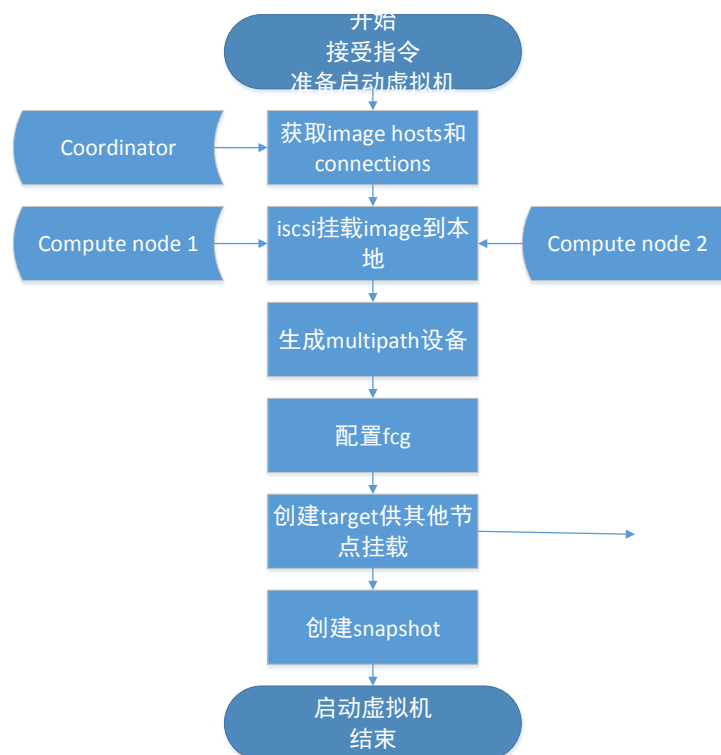 开始
接受指令
准备启动虚拟机
Coordinator
获取image hosts和
connections
Compute node 1
iscsi挂载image到本
地
Compute node 2
生成multipath设备
配置fcg
创建target供其他节
点挂载
创建snapshot
启动虚拟机
结束